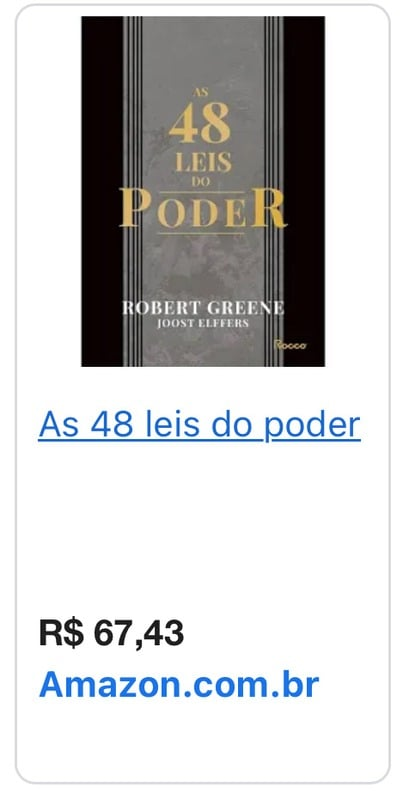 AS
48
LEIS
DO
PODER
ROBERT GREENE
JOOST ELFFERS
Rocco
As 48 leis do poder
R$ 67,43
Amazon.com.br